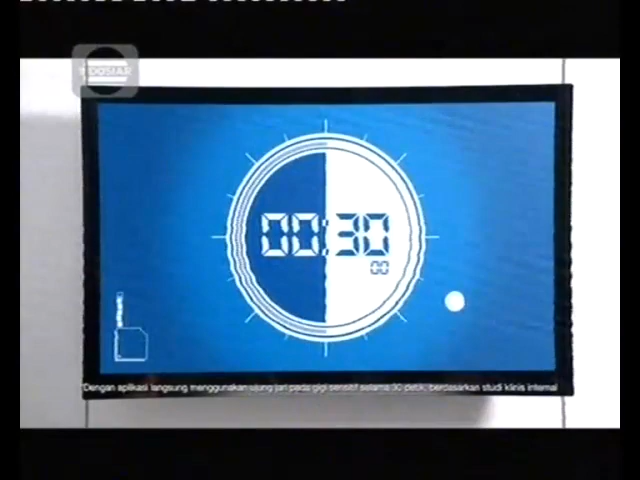 INDOSIAR
00:30
00
*Dengan aplikasi langsung menggunakan ujung jari pada gigi sensitif selama 30 detik, berdasarkan studi klinis internal